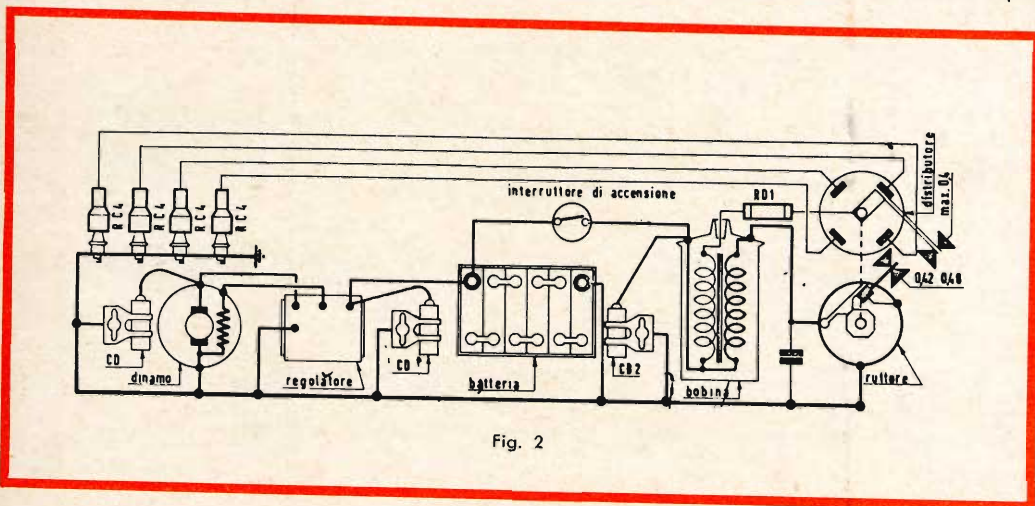 RC4
RC4
RC4
RC4
interruttore di accensione
RD1
distributore
max. 0,4
0,42 0,48
CD
dinamo
regolatore
CD
batteria
CB2
bobina
ruttore
Fig. 2